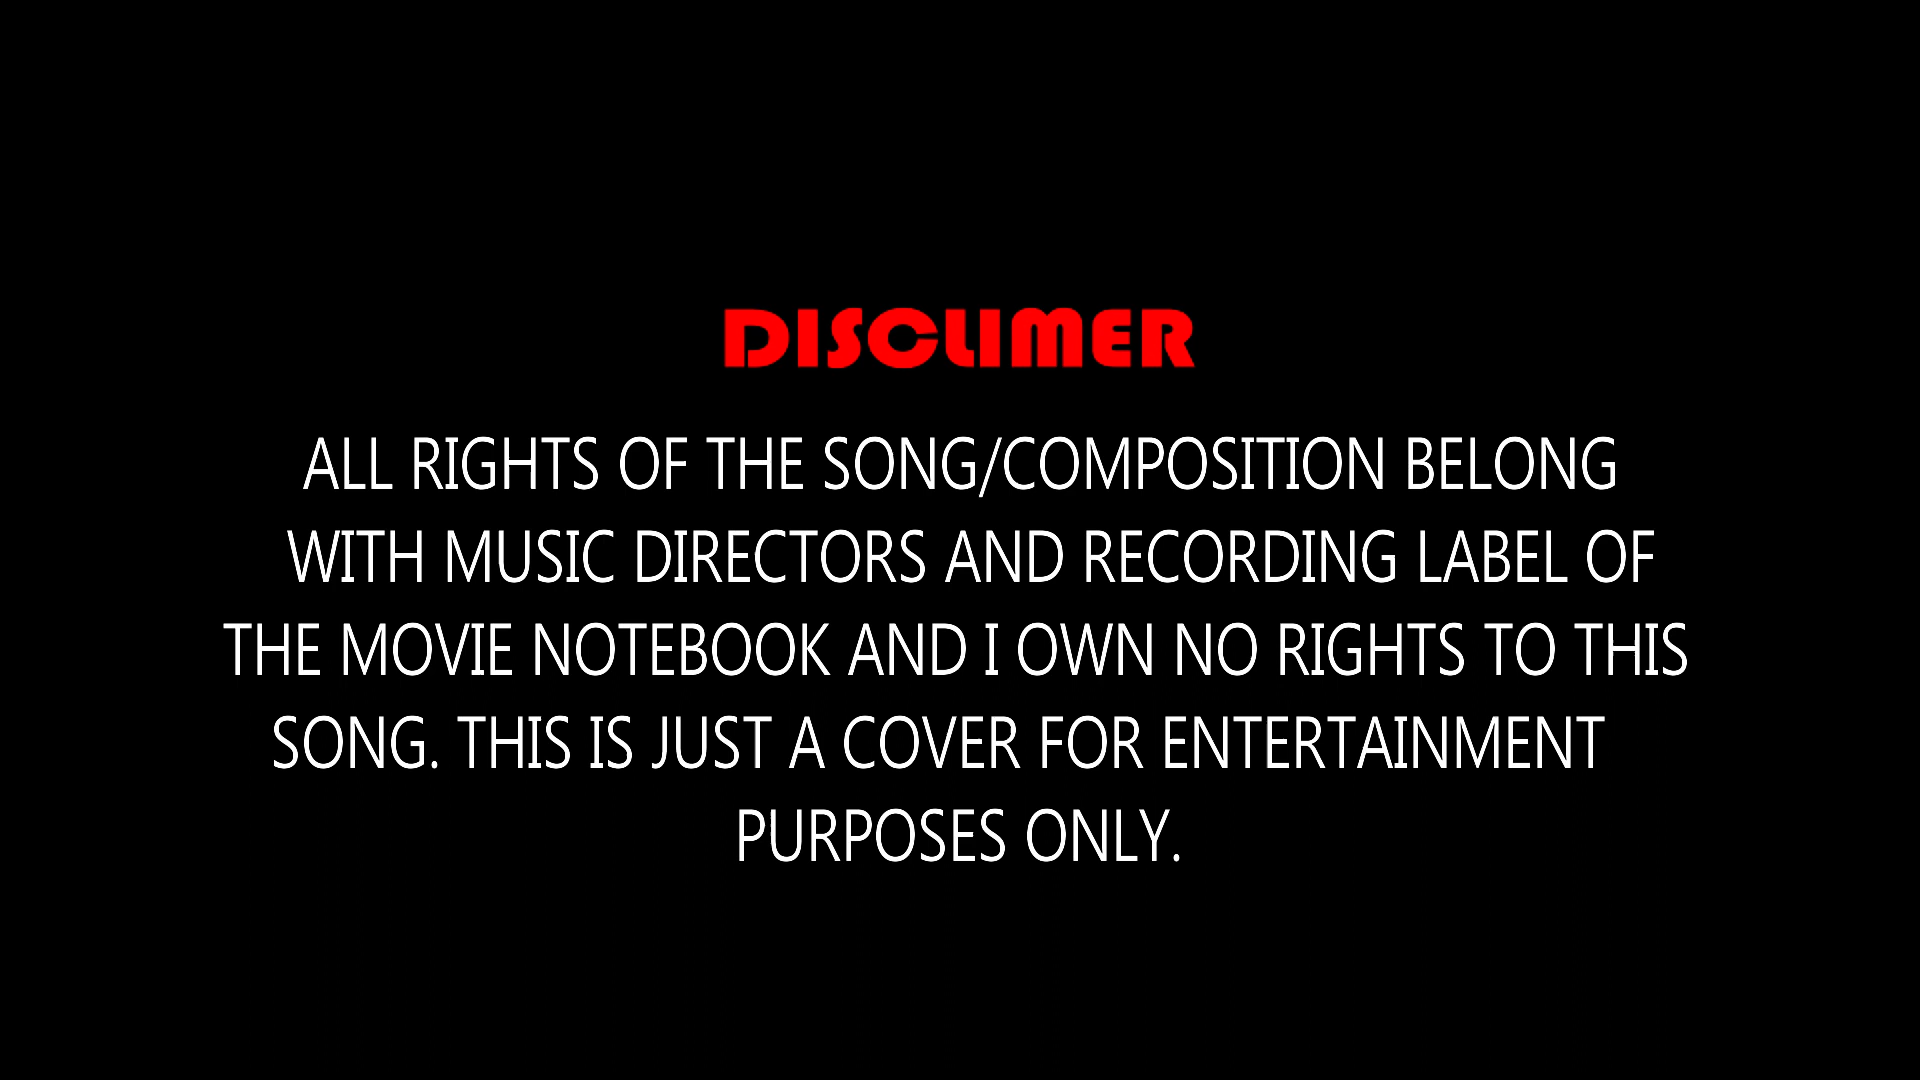 DISCLIMER
ALL RIGHTS OF THE SONG/COMPOSITION BELONG
WITH MUSIC DIRECTORS AND RECORDING LABEL OF
THE MOVIE NOTEBOOK AND I OWN NO RIGHTS TO THIS
SONG. THIS IS JUST A COVER FOR ENTERTAINMENT
PURPOSES ONLY.